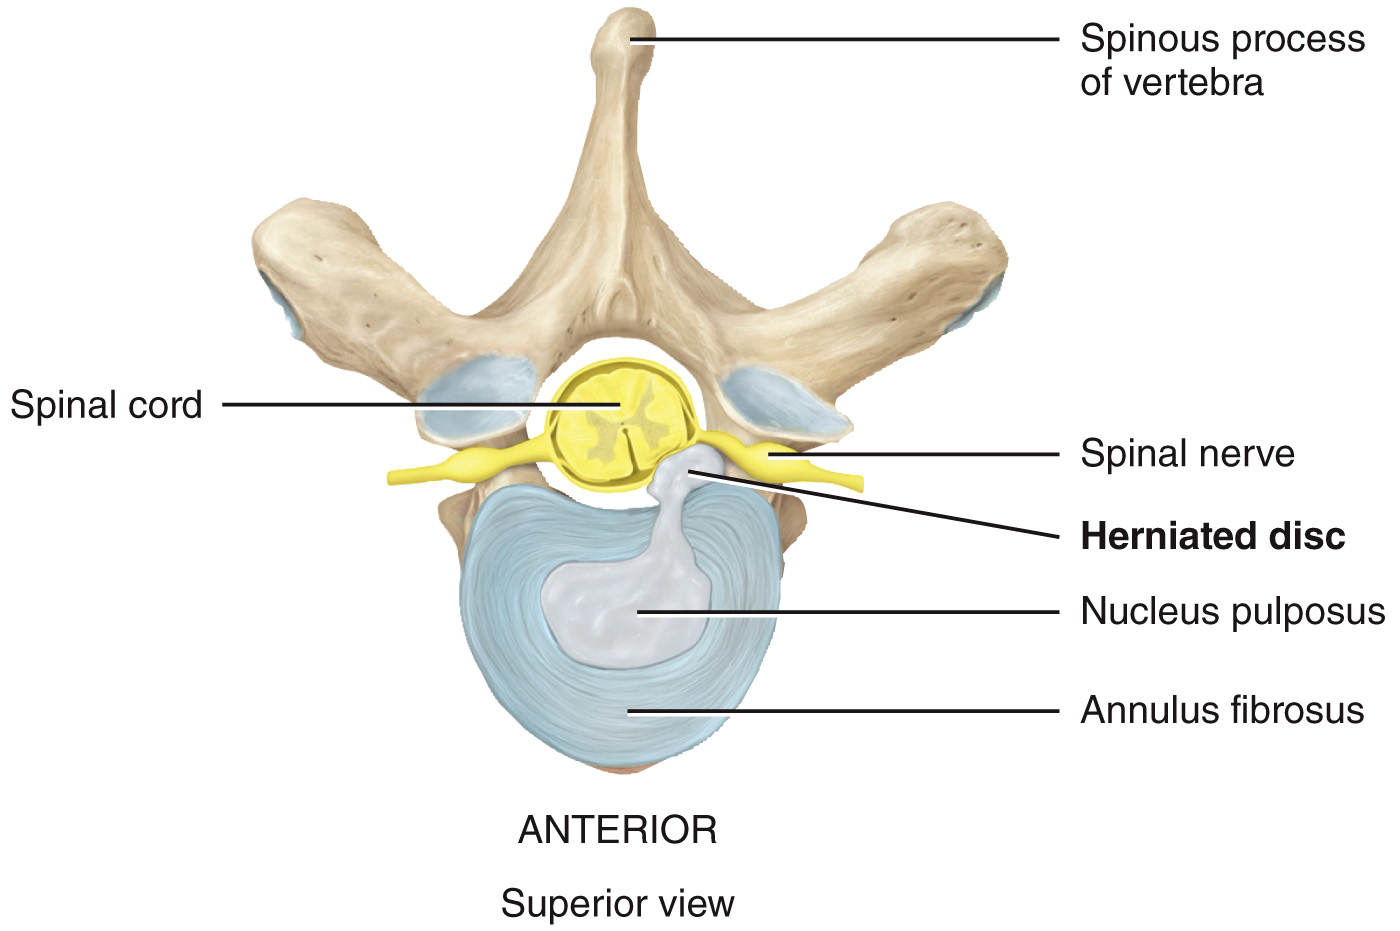 Spinous process
of vertebra
Spinal cord
Spinal nerve
Herniated disc
Nucleus pulposus
Annulus fibrosus
ANTERIOR
Superior view